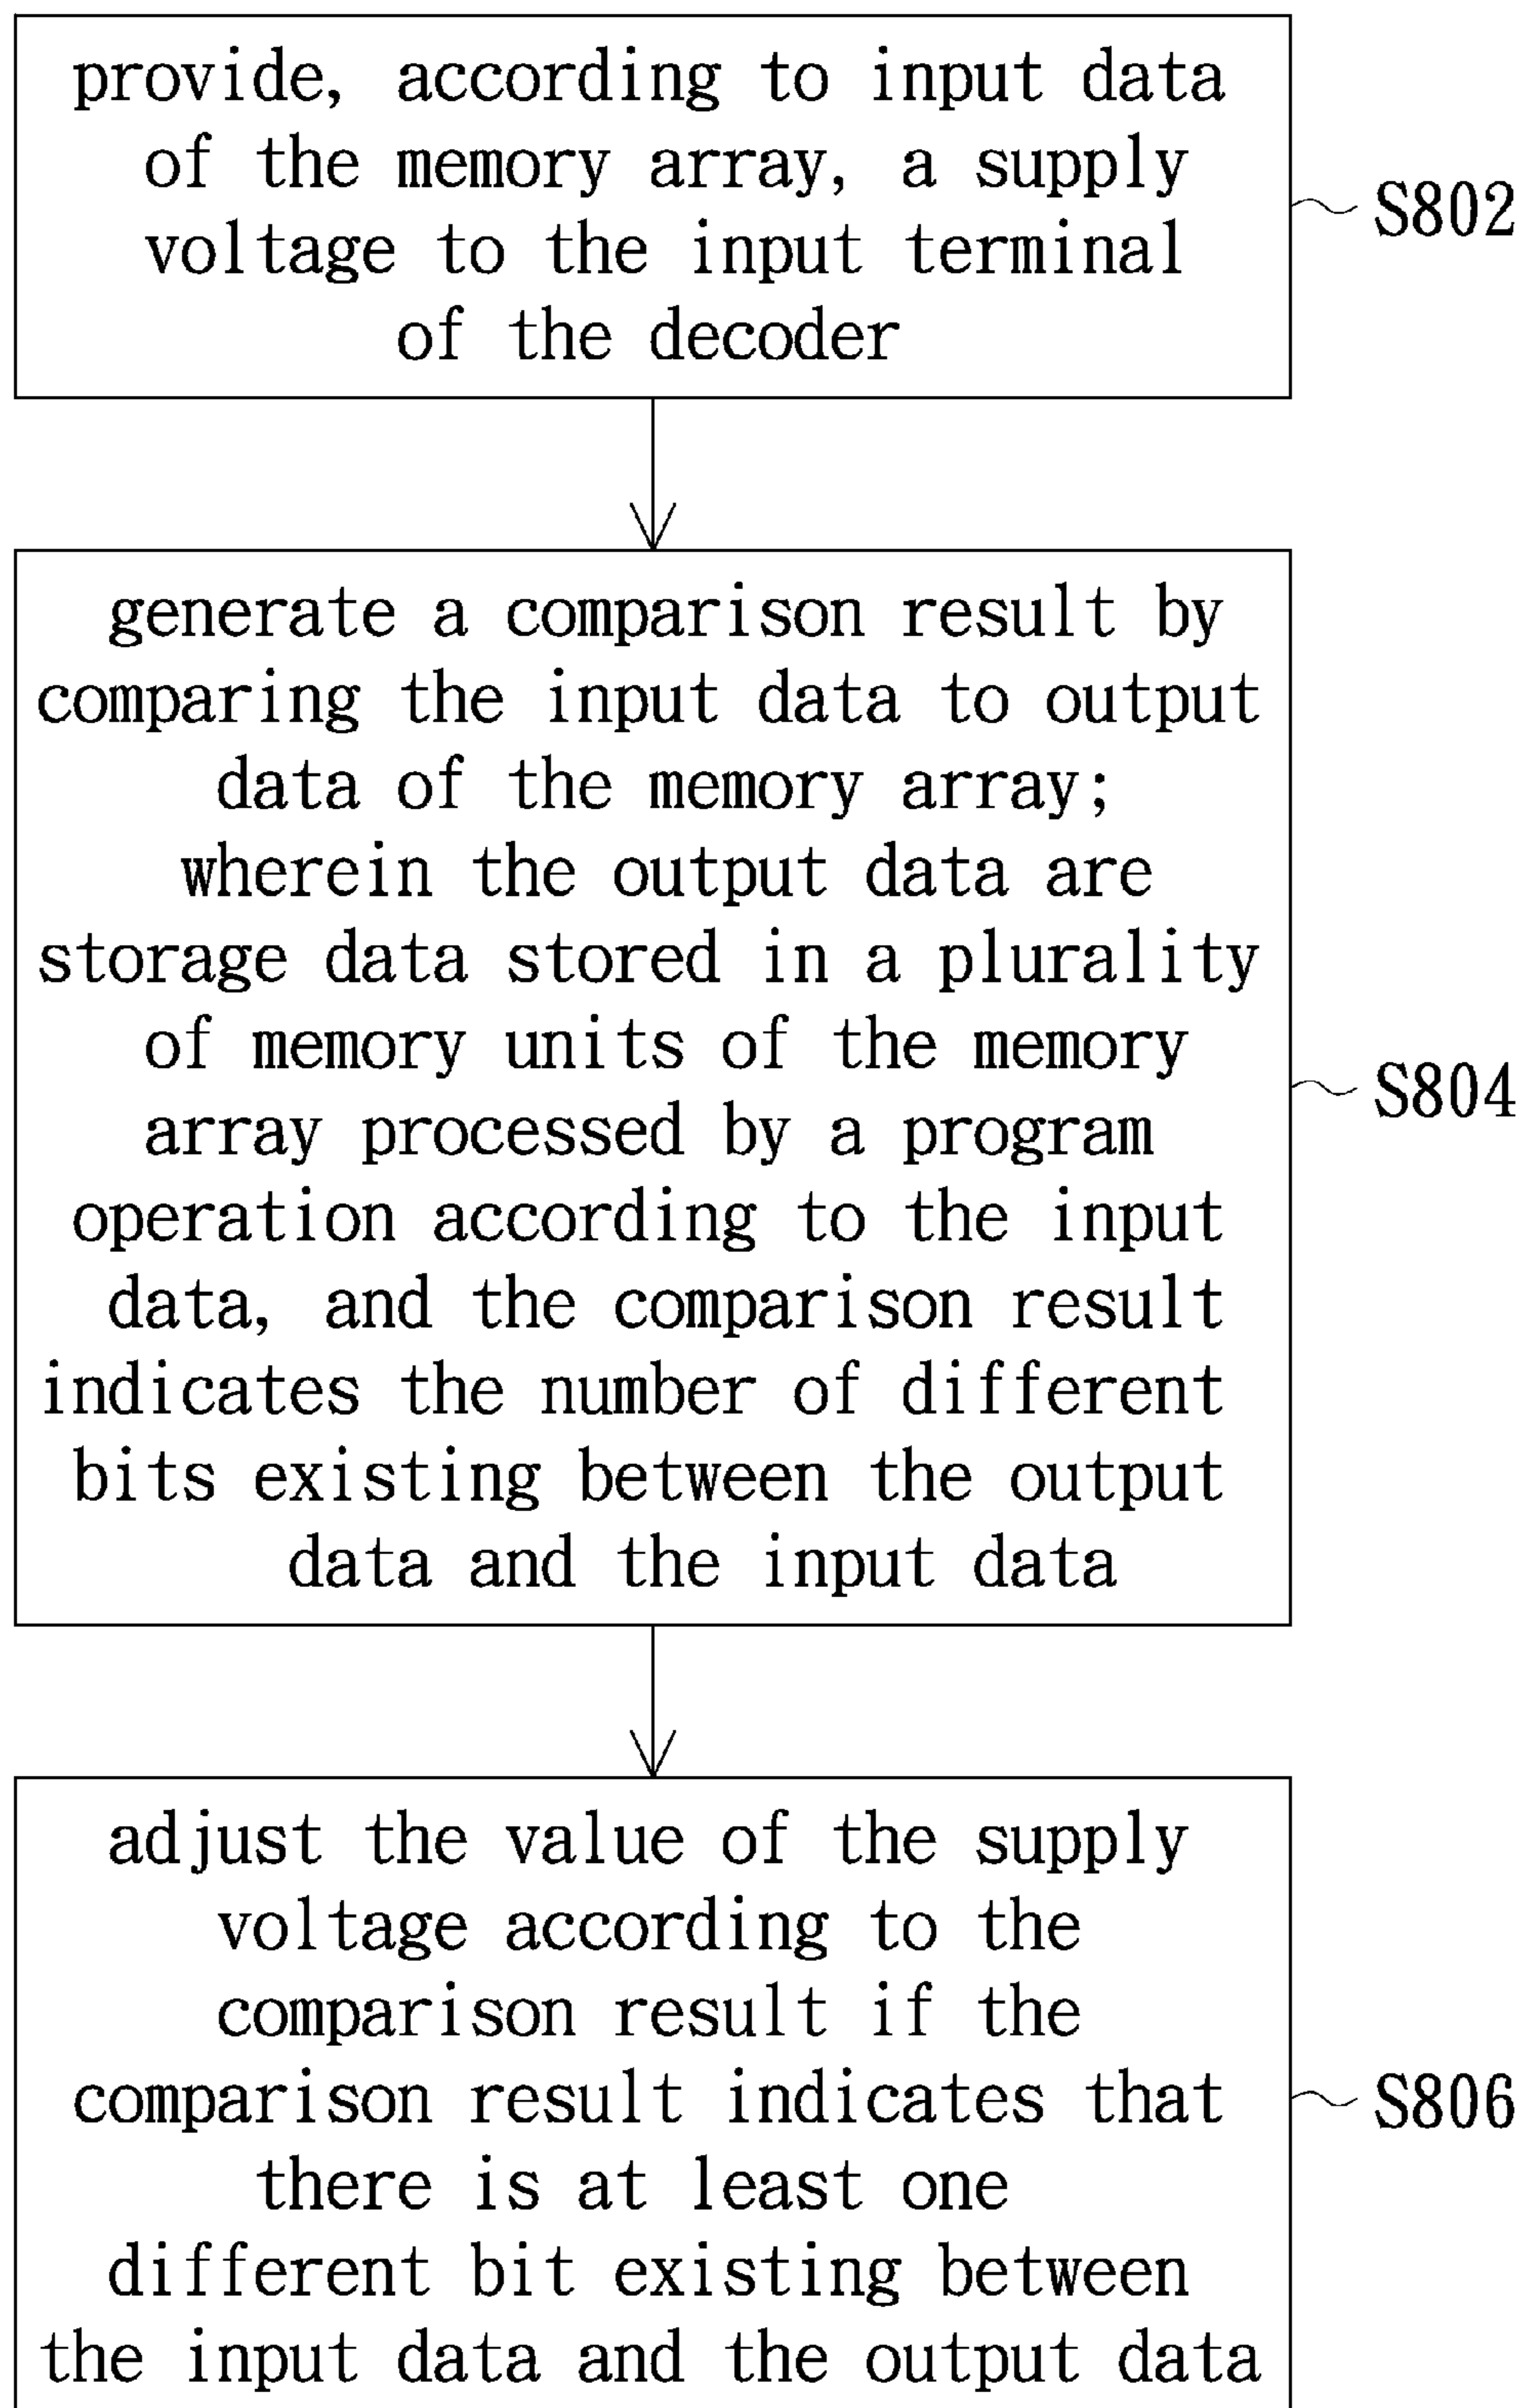 provide, according to input data
of the memory array, a supply
voltage to the input terminal
of the decoder
S802
generate a comparison result by
comparing the input data to output
data of the memory array;
wherein the output data are
storage data stored in a plurality
of memory units of the memory
array processed by a program
operation according to the input
data, and the comparison result
indicates the number of different
bits existing between the output
data and the input data
S804
adjust the value of the supply
voltage according to the
comparison result if the
comparison result indicates that
there is at least one
different bit existing between
the input data and the output data
S806